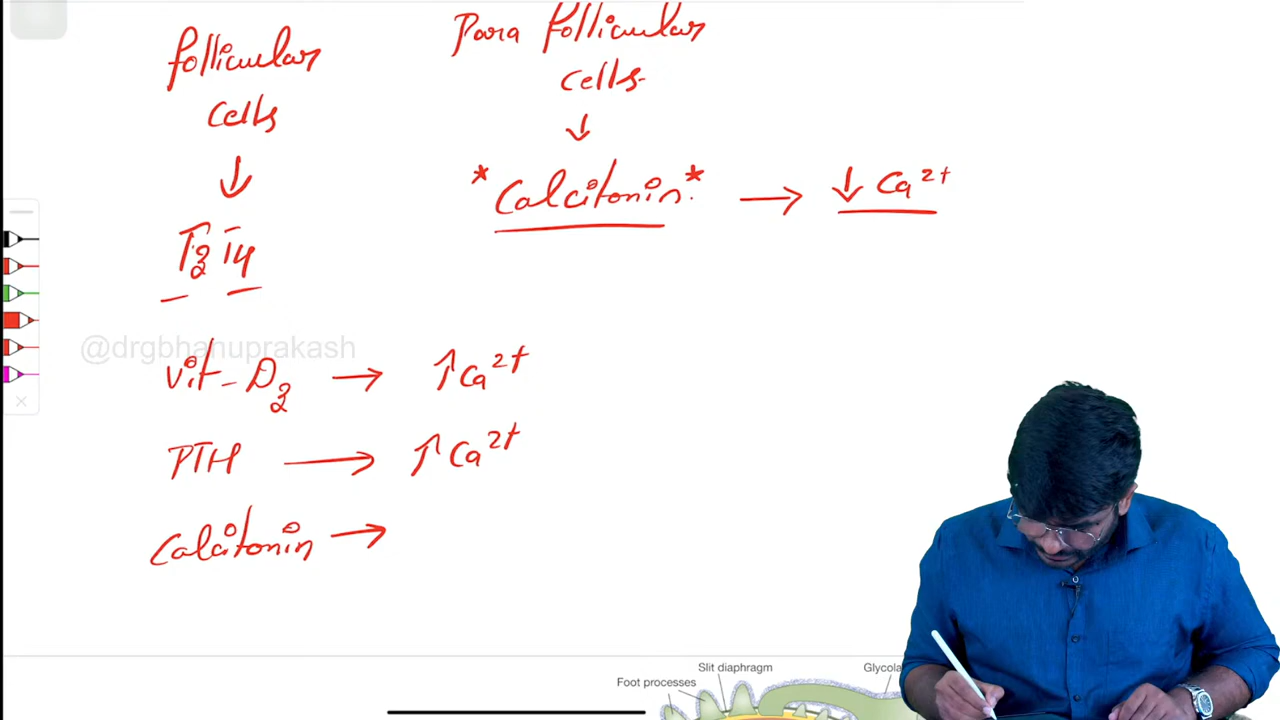 follicular
cells
↓
T3 T4
Para follicular
cells
↓
* Calcitonin * → ↓ Ca2+
@drgbhanuprakash
vit-D3 → ↑Ca2+
PTH → ↑Ca2+
Calcitonin →
Slit diaphragm
Foot processes